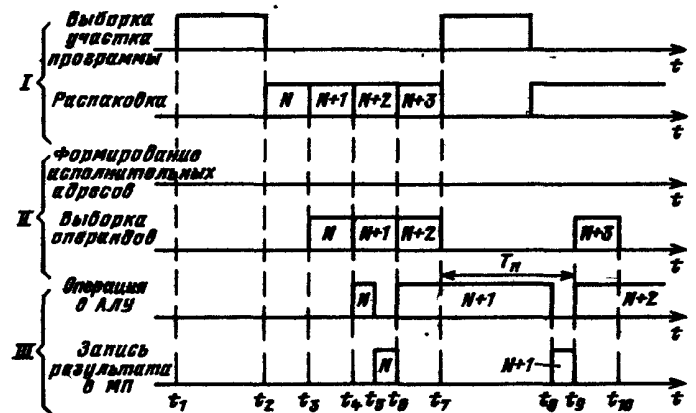 Выборка
участка
программы
t
I
Распаковка
N
N+1
N+2
N+3
t
Формирование
исполнительных
адресов
t
II
Выборка
операндов
N
N+1
N+2
N+3
t
Tп
Операция
в АЛУ
N
N+1
N+2
t
III
Запись
результата
в МП
N
N+1
t1 t2 t3 t4 t5 t6 t7 t8 t9 t10 t